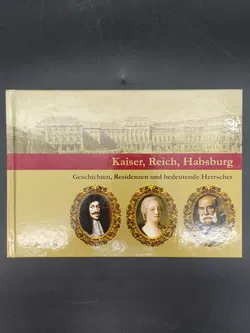 Kaiser, Reich, Habsburg
Geschichten, Residenzen und bedeutende Herrscher